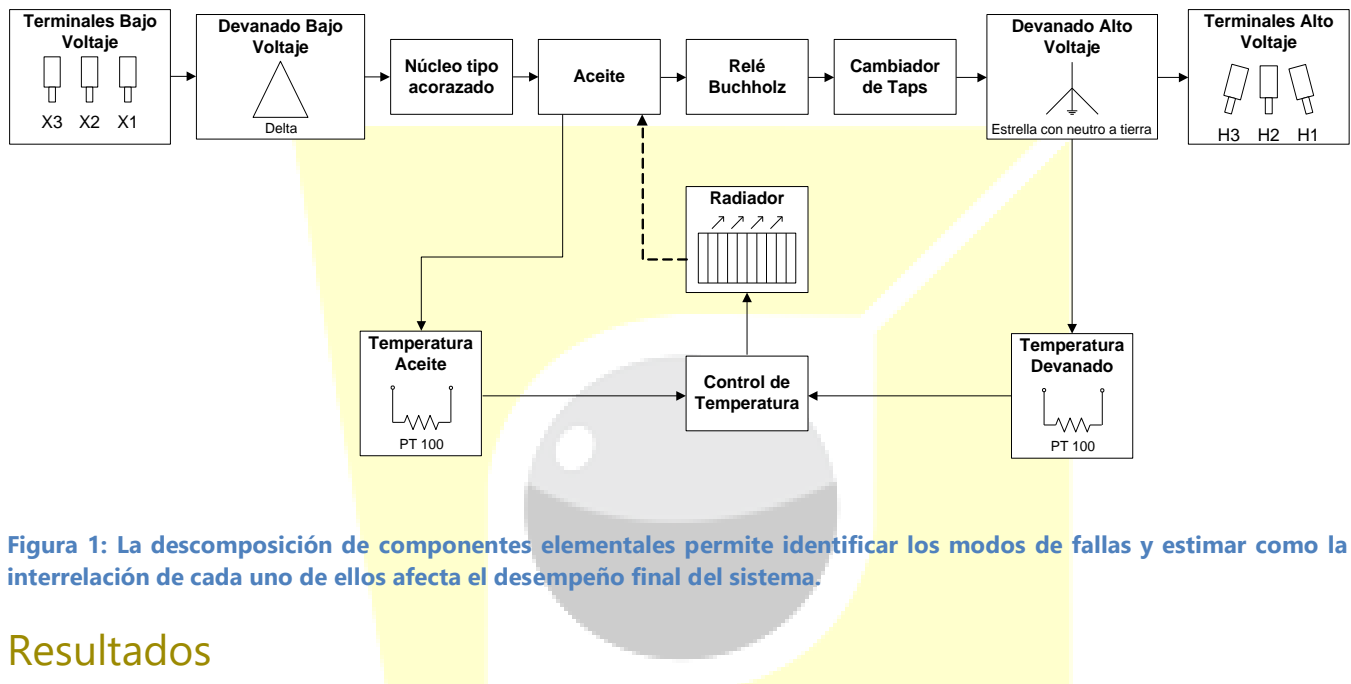 Terminales Bajo
Voltaje
X3 X2 X1
Devanado Bajo
Voltaje
Delta
Núcleo tipo
acorazado
Aceite
Relé
Buchholz
Cambiador
de Taps
Devanado Alto
Voltaje
Estrella con neutro a tierra
Terminales Alto
Voltaje
H3 H2 H1
Radiador
Temperatura
Aceite
PT 100
Control de
Temperatura
Temperatura
Devanado
PT 100
Figura 1: La descomposición de componentes elementales permite identificar los modos de fallas y estimar como la
interrelación de cada uno de ellos afecta el desempeño final del sistema.
Resultados